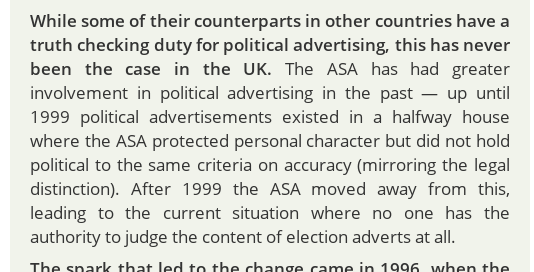 While some of their counterparts in other countries have a
truth checking duty for political advertising, this has never
been the case in the UK. The ASA has had greater
involvement in political advertising in the past — up until
1999 political advertisements existed in a halfway house
where the ASA protected personal character but did not hold
political to the same criteria on accuracy (mirroring the legal
distinction). After 1999 the ASA moved away from this,
leading to the current situation where no one has the
authority to judge the content of election adverts at all.
The spark that led to the change came in 1996, when the